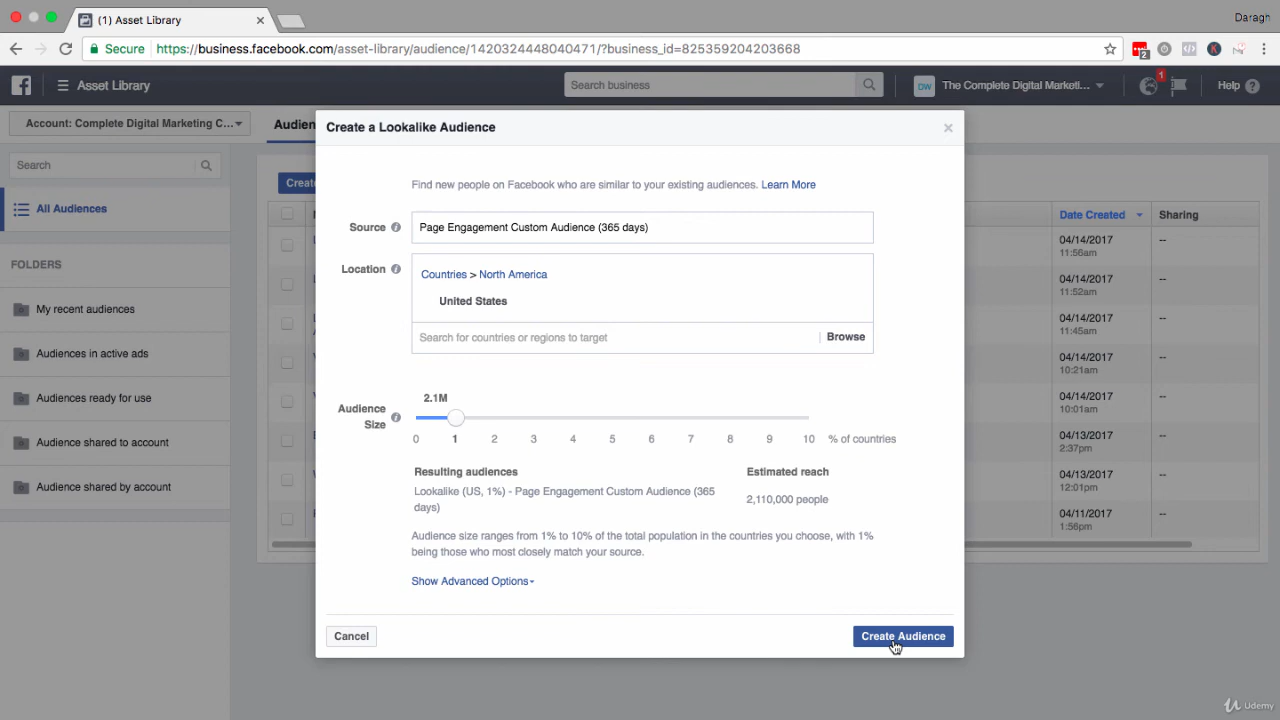 (1) Asset Library
Daragh
Secure https://business.facebook.com/asset-library/audience/1420324448040471/?business_id=825359204203668
2
K
Asset Library
Search business
DW The Complete Digital Marketi...
1
Help ?
Account: Complete Digital Marketing C...
Audien
Search
All Audiences
FOLDERS
My recent audiences
Audiences in active ads
Audiences ready for use
Audience shared to account
Audience shared by account
Creat
Create a Lookalike Audience
Find new people on Facebook who are similar to your existing audiences. Learn More
Source
Page Engagement Custom Audience (365 days)
Location
Countries > North America
United States
Search for countries or regions to target
Browse
2.1M
Audience
Size
0 1 2 3 4 5 6 7 8 9 10 % of countries
Resulting audiences
Estimated reach
Lookalike (US, 1%) - Page Engagement Custom Audience (365
days)
2,110,000 people
Audience size ranges from 1% to 10% of the total population in the countries you choose, with 1%
being those who most closely match your source.
Show Advanced Options
Cancel
Create Audience
Date Created
Sharing
04/14/2017 --
11:56am
04/14/2017 --
11:52am
04/14/2017 --
11:45am
04/14/2017 --
10:21am
04/14/2017 --
10:01am
04/13/2017 --
2:37pm
04/13/2017 --
12:01pm
04/11/2017 --
1:56pm
Udemy